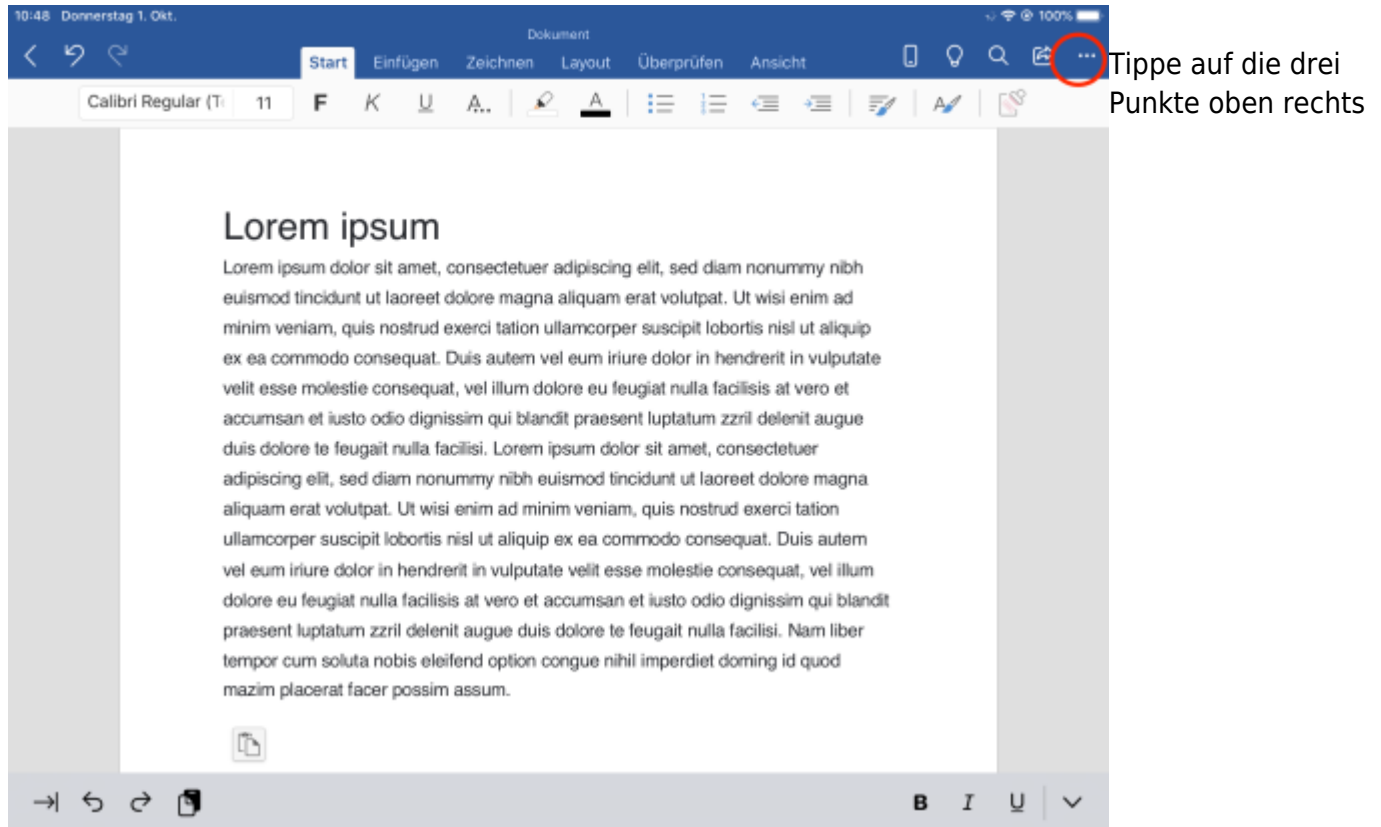 10:48 Donnerstag 1. Okt.
100%
Dokument
Start Einfügen Zeichnen Layout Überprüfen Ansicht
Tippe auf die drei
Punkte oben rechts
Calibri Regular (T 11 F K U A.. A
Lorem ipsum
Lorem ipsum dolor sit amet, consectetuer adipiscing elit, sed diam nonummy nibh
euismod tincidunt ut laoreet dolore magna aliquam erat volutpat. Ut wisi enim ad
minim veniam, quis nostrud exerci tation ullamcorper suscipit lobortis nisl ut aliquip
ex ea commodo consequat. Duis autem vel eum iriure dolor in hendrerit in vulputate
velit esse molestie consequat, vel illum dolore eu feugiat nulla facilisis at vero et
accumsan et iusto odio dignissim qui blandit praesent luptatum zzril delenit augue
duis dolore te feugait nulla facilisi. Lorem ipsum dolor sit amet, consectetuer
adipiscing elit, sed diam nonummy nibh euismod tincidunt ut laoreet dolore magna
aliquam erat volutpat. Ut wisi enim ad minim veniam, quis nostrud exerci tation
ullamcorper suscipit lobortis nisl ut aliquip ex ea commodo consequat. Duis autem
vel eum iriure dolor in hendrerit in vulputate velit esse molestie consequat, vel illum
dolore eu feugiat nulla facilisis at vero et accumsan et iusto odio dignissim qui blandit
praesent luptatum zzril delenit augue duis dolore te feugait nulla facilisi. Nam liber
tempor cum soluta nobis eleifend option congue nihil imperdiet doming id quod
mazim placerat facer possim assum.
B I U